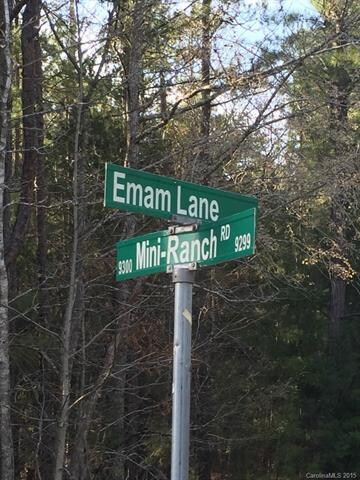 Emam Lane
9300 Mini-Ranch RD 9299
CarolinaMLS 2015